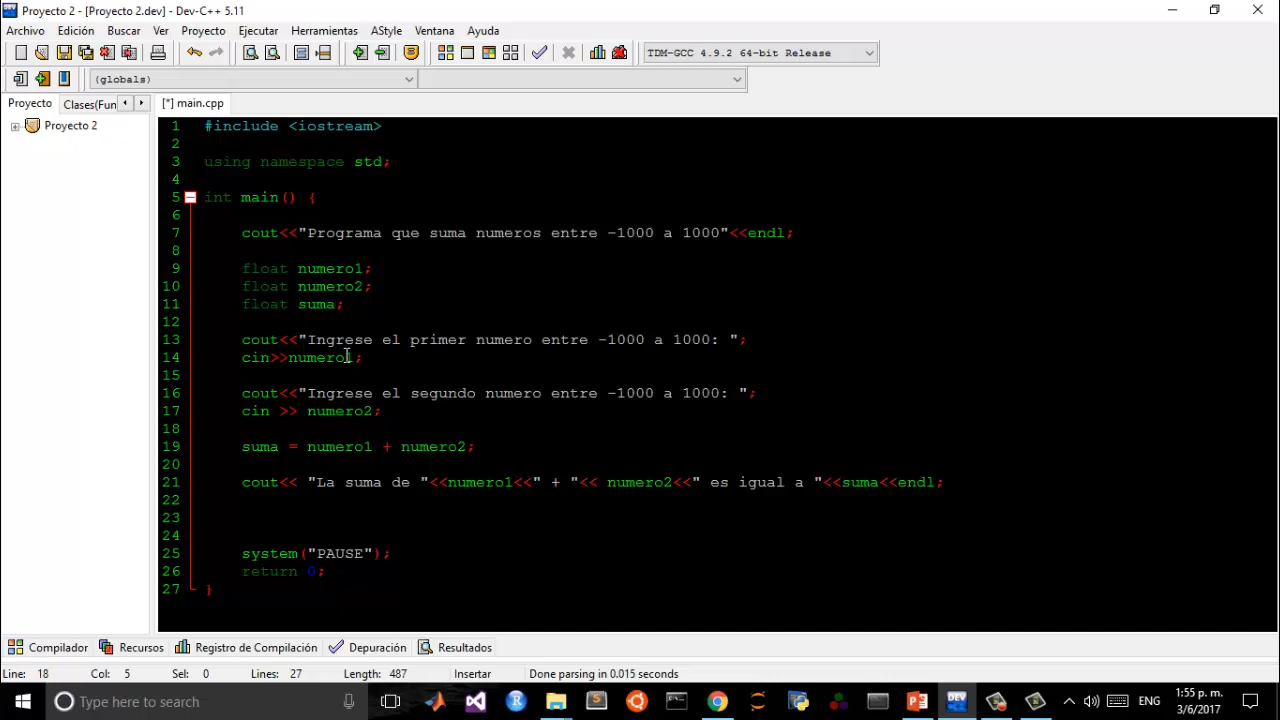 Proyecto 2 - [Proyecto 2.dev] - Dev-C++ 5.11
Archivo Edición Buscar Ver Proyecto Ejecutar Herramientas AStyle Ventana Ayuda
TDM-GCC 4.9.2 64-bit Release
(globals)
Proyecto Clases(Fun [*] main.cpp
Proyecto 2
1 #include <iostream>
2
3 using namespace std;
4
5 int main() {
6
7 cout<<"Programa que suma numeros entre -1000 a 1000"<<endl;
8
9 float numero1;
10 float numero2;
11 float suma;
12
13 cout<<"Ingrese el primer numero entre -1000 a 1000: ";
14 cin>>numero1;
15
16 cout<<"Ingrese el segundo numero entre -1000 a 1000: ";
17 cin >> numero2;
18
19 suma = numero1 + numero2;
20
21 cout<< "La suma de "<<numero1<<" + "<< numero2<<" es igual a "<<suma<<endl;
22
23
24
25 system("PAUSE");
26 return 0;
27 }
Compilador Recursos Registro de Compilación Depuración Resultados
Line: 18 Col: 5 Sel: 0 Lines: 27 Length: 487 Insertar Done parsing in 0.015 seconds
Type here to search ENG 1:55 p. m.
3/6/2017